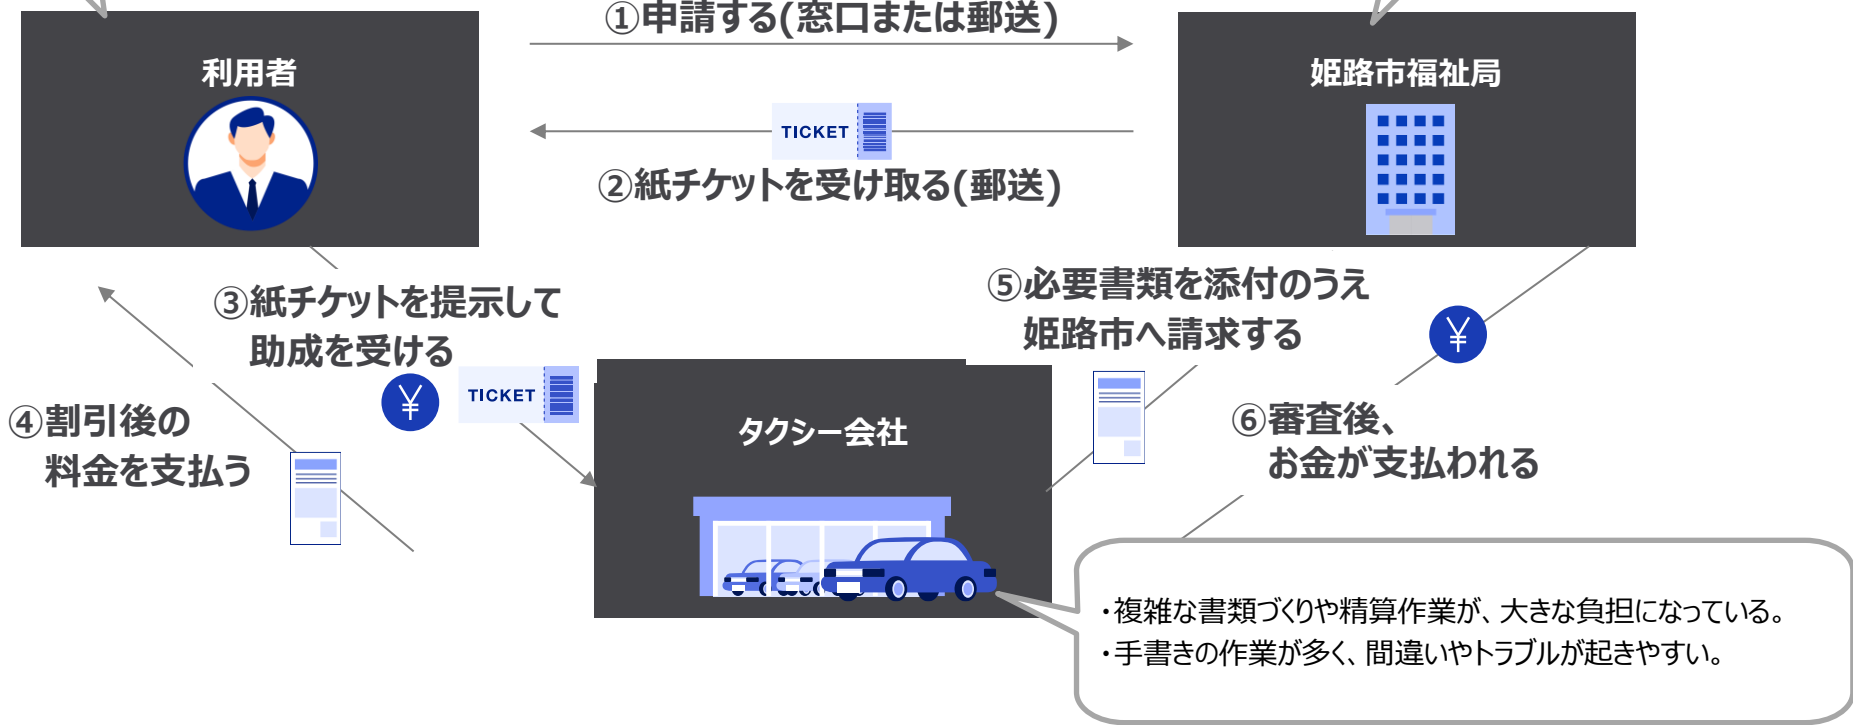 ①申請する(窓口または郵送)
利用者
姫路市福祉局
TICKET
②紙チケットを受け取る(郵送)
③紙チケットを提示して
助成を受ける
⑤必要書類を添付のうえ
姫路市へ請求する
TICKET
④割引後の
料金を支払う
タクシー会社
⑥審査後、
お金が支払われる
・複雑な書類づくりや精算作業が、大きな負担になっている。
・手書きの作業が多く、間違いやトラブルが起きやすい。